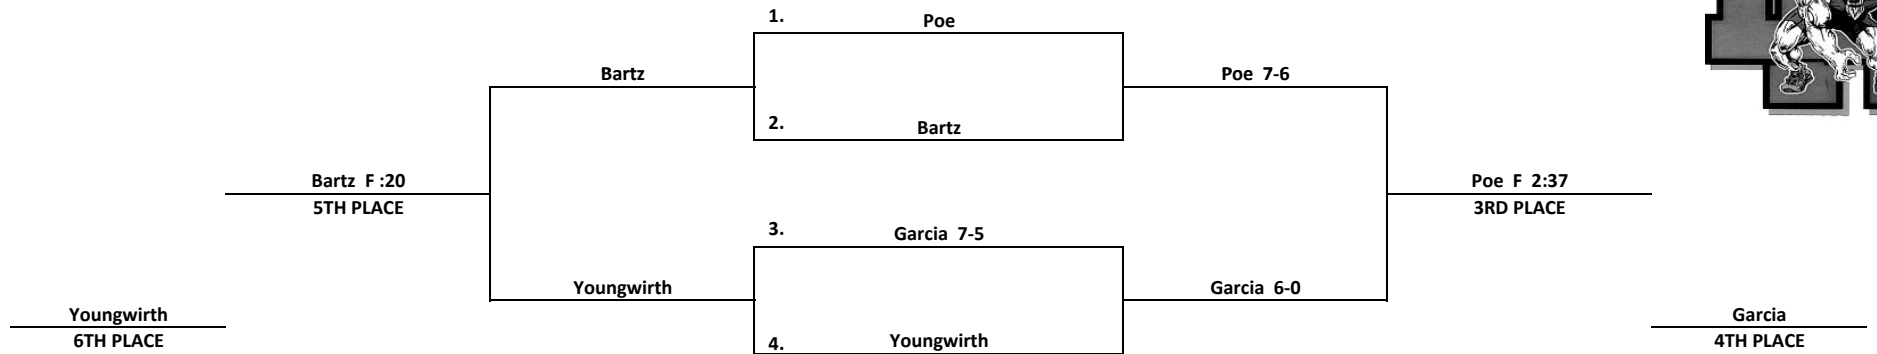 1.
Poe
Bartz
Poe 7-6
2.
Bartz
Bartz F :20
5TH PLACE
Poe F 2:37
3RD PLACE
3.
Garcia 7-5
Youngwirth
Garcia 6-0
Youngwirth
6TH PLACE
4.
Youngwirth
Garcia
4TH PLACE